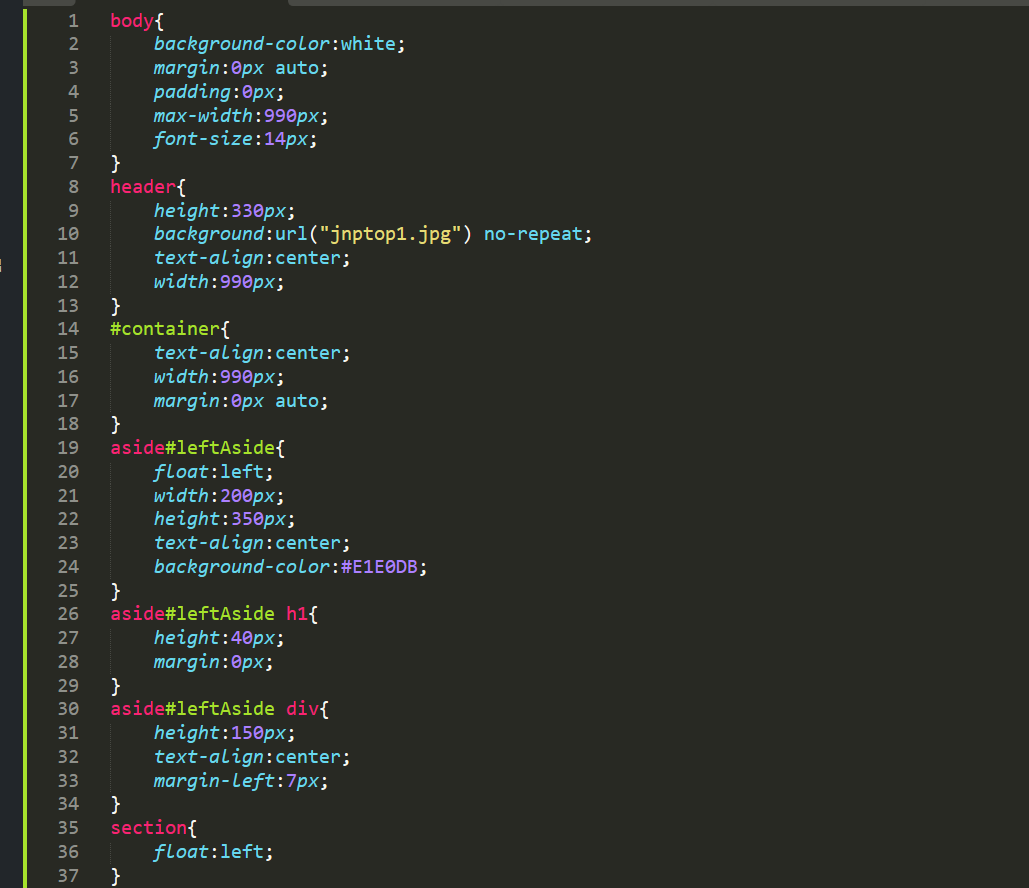 1 body{
2 background-color:white;
3 margin:0px auto;
4 padding:0px;
5 max-width:990px;
6 font-size:14px;
7 }
8 header{
9 height:330px;
10 background:url("jnptop1.jpg") no-repeat;
11 text-align:center;
12 width:990px;
13 }
14 #container{
15 text-align:center;
16 width:990px;
17 margin:0px auto;
18 }
19 aside#leftAside{
20 float:left;
21 width:200px;
22 height:350px;
23 text-align:center;
24 background-color:#E1E0DB;
25 }
26 aside#leftAside h1{
27 height:40px;
28 margin:0px;
29 }
30 aside#leftAside div{
31 height:150px;
32 text-align:center;
33 margin-left:7px;
34 }
35 section{
36 float:left;
37 }